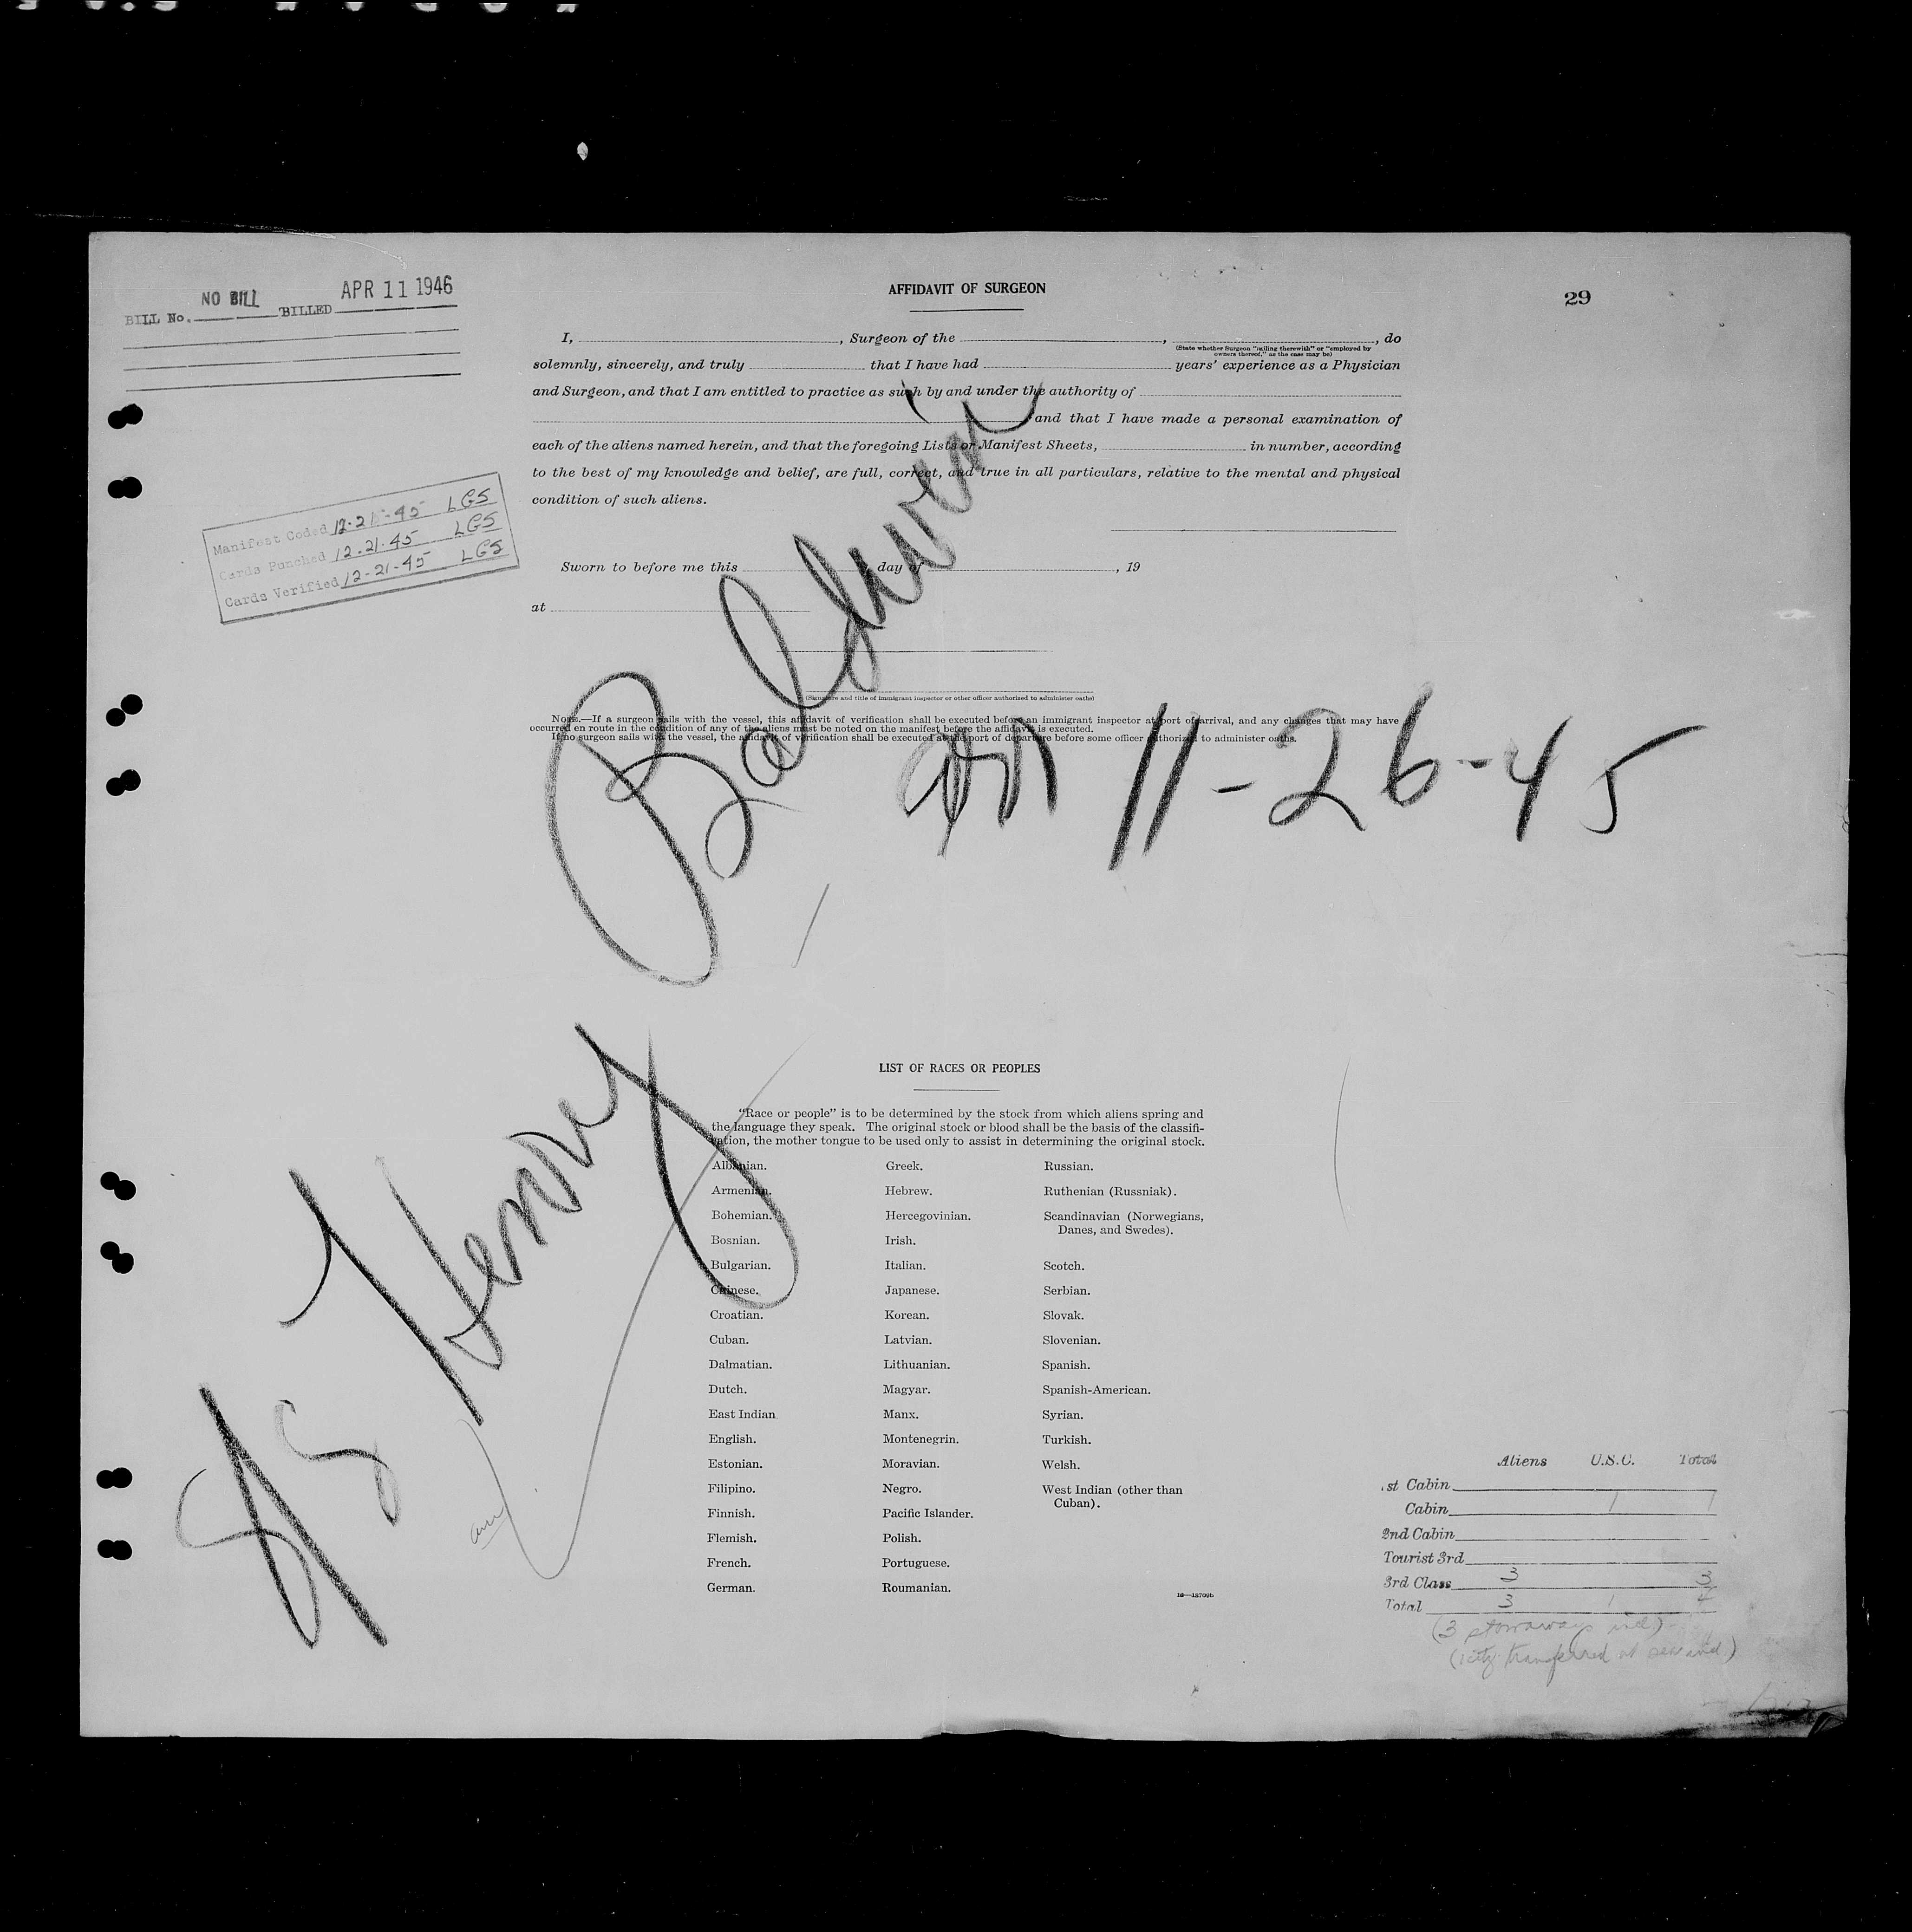 NO BILL APR 11 1946
BILL No. BILLED
AFFIDAVIT OF SURGEON
29
I, , Surgeon of the , , do
(State whether Surgeon "sailing therewith" or "employed by
owners thereof," as the case may be)
solemnly, sincerely, and truly that I have had years' experience as a Physician
and Surgeon, and that I am entitled to practice as such by and under the authority of
and that I have made a personal examination of
each of the aliens named herein, and that the foregoing Lists or Manifest Sheets, in number, according
to the best of my knowledge and belief, are full, correct, and true in all particulars, relative to the mental and physical
condition of such aliens.
Manifest Coded 12-21-45 LGS
Cards Punched 12.21.45 LGS
Cards Verified 12-21-45 LGS
Sworn to before me this day of , 19
at
(Signature and title of immigrant inspector or other officer authorized to administer oaths)
NOTE.—If a surgeon sails with the vessel, this affidavit of verification shall be executed before an immigrant inspector at port of arrival, and any changes that may have
occurred en route in the condition of any of the aliens must be noted on the manifest before the affidavit is executed.
If no surgeon sails with the vessel, the affidavit of verification shall be executed at the port of departure before some officer authorized to administer oaths.
SS Henry Baldwin
arr 11-26-45
LIST OF RACES OR PEOPLES
"Race or people" is to be determined by the stock from which aliens spring and
the language they speak. The original stock or blood shall be the basis of the classifi-
cation, the mother tongue to be used only to assist in determining the original stock.
Albanian.
Armenian.
Bohemian.
Bosnian.
Bulgarian.
Chinese.
Croatian.
Cuban.
Dalmatian.
Dutch.
East Indian
English.
Estonian.
Filipino.
Finnish.
Flemish.
French.
German.
Greek.
Hebrew.
Hercegovinian.
Irish.
Italian.
Japanese.
Korean.
Latvian.
Lithuanian.
Magyar.
Manx.
Montenegrin.
Moravian.
Negro.
Pacific Islander.
Polish.
Portuguese.
Roumanian.
Russian.
Ruthenian (Russniak).
Scandinavian (Norwegians,
Danes, and Swedes).
Scotch.
Serbian.
Slovak.
Slovenian.
Spanish.
Spanish-American.
Syrian.
Turkish.
Welsh.
West Indian (other than
Cuban).
Aliens U.S.C. Total
1st Cabin
Cabin 1 1
2nd Cabin
Tourist 3rd
3rd Class 3 3
Total 3 1 4
(3 stowaways incl)
transferred at sea